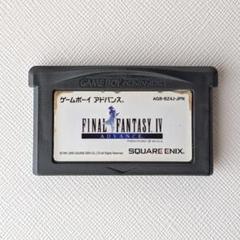 GAME BOY ADVANCE
ゲームボーイ アドバンス AGB-BZ4J-JPN
FINAL FANTASY IV
ADVANCE
SQUARE ENIX